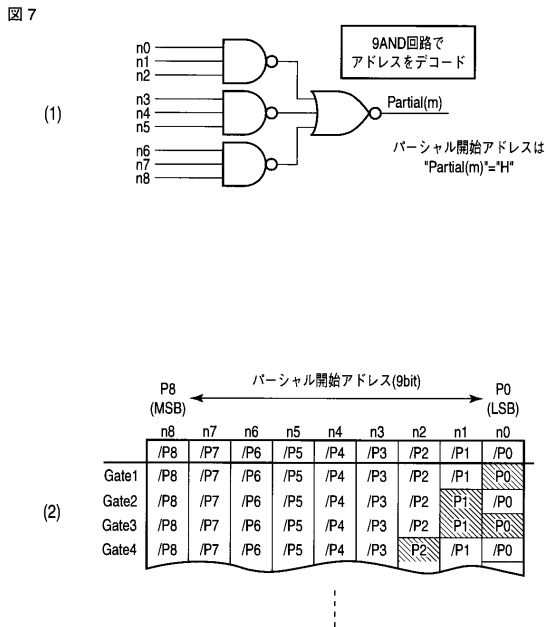 図 7
(1)
n0
n1
n2
n3
n4
n5
n6
n7
n8
9AND回路で
アドレスをデコード
Partial(m)
パーシャル開始アドレスは
"Partial(m)"="H"
(2)
P8
(MSB)
パーシャル開始アドレス(9bit)
P0
(LSB)
n8 n7 n6 n5 n4 n3 n2 n1 n0
/P8 /P7 /P6 /P5 /P4 /P3 /P2 /P1 /P0
Gate1 /P8 /P7 /P6 /P5 /P4 /P3 /P2 /P1 P0
Gate2 /P8 /P7 /P6 /P5 /P4 /P3 /P2 P1 /P0
Gate3 /P8 /P7 /P6 /P5 /P4 /P3 /P2 P1 P0
Gate4 /P8 /P7 /P6 /P5 /P4 /P3 P2 /P1 /P0